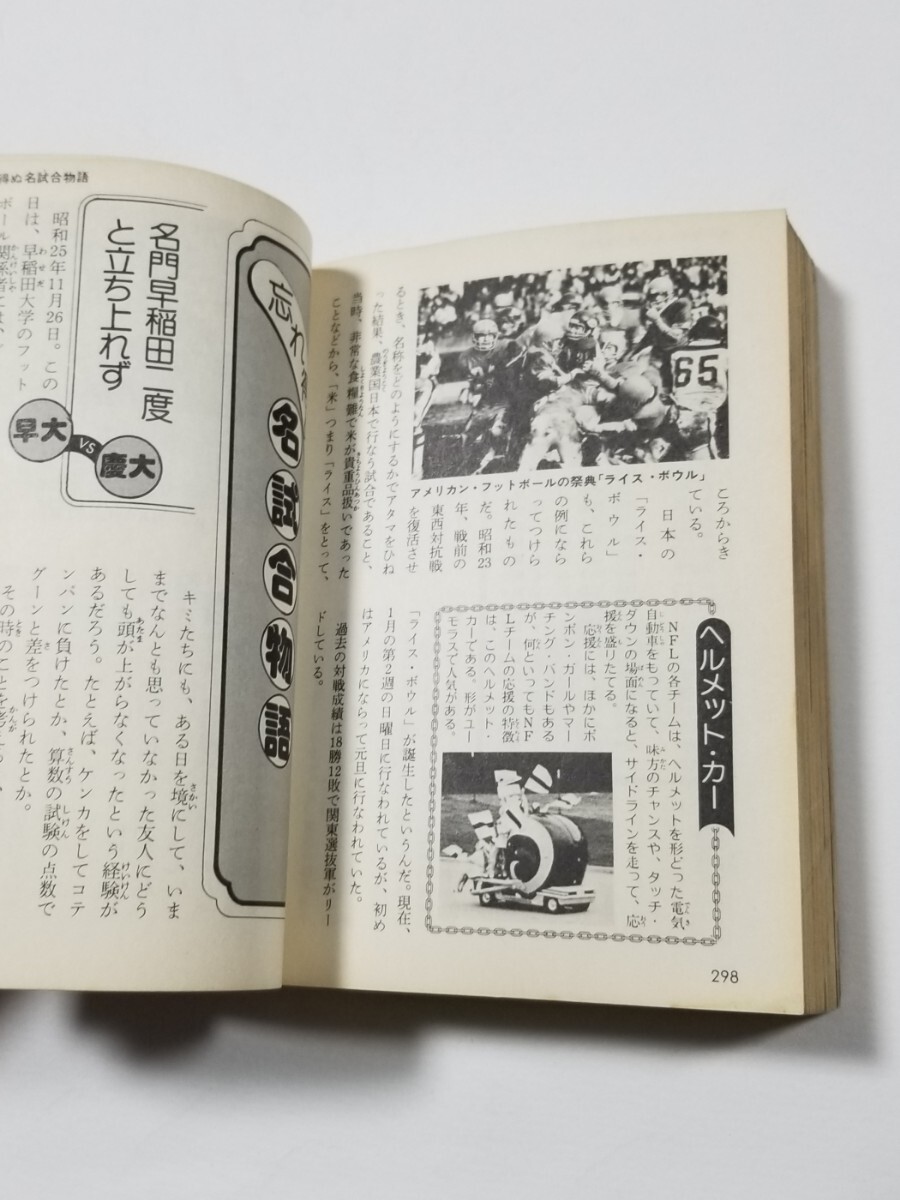 アメリカン・フットボールの祭典「ライス・ボウル」
65
ころからき
ている。
日本の
「ライス・
ボウル」
も、これら
の例になら
ってつけら
れたもの
だ。昭和23
年、戦前の
東西対抗戦
を復活させ
るとき、名称をどのようにするかでアタマをひね
った結果、農業国日本で行なう試合であること、
当時、非常な食糧難で米が貴重品扱いであった
ことなどから、「米」つまり「ライス」をとって、
「ライス・ボウル」が誕生したというんだ。現在、
1月の第2週の日曜日に行なわれているが、初め
はアメリカにならって元旦に行なわれていた。
過去の対戦成績は18勝12敗で関東選抜軍がリー
ドしている。
ヘルメット・カー
NFLの各チームは、ヘルメットを形どった電気
自動車をもっていて、味方のチャンスや、タッチ・
ダウンの場面になると、サイドラインを走って、応
援を盛りたてる。
応援には、ほかにボ
ンボン・ガールやマー
チング・バンドもある
が、何といってもNF
Lチームの応援の特徴
は、このヘルメット・
カーである。形がユー
モラスで人気がある。
298
得ぬ名試合物語
忘れ
名試合物語
名門早稲田二度
と立ち上れず
早大 VS 慶大
昭和25年11月26日。この
日は、早稲田大学のフット
ボール関係者には、
キミたちにも、ある日を境にして、いま
までなんとも思っていなかった友人にどう
しても頭が上がらなくなったという経験が
あるだろう。たとえば、ケンカをしてコテ
ンパンに負けたとか、算数の試験の点数で
グーンと差をつけられたとか。
その時のことを